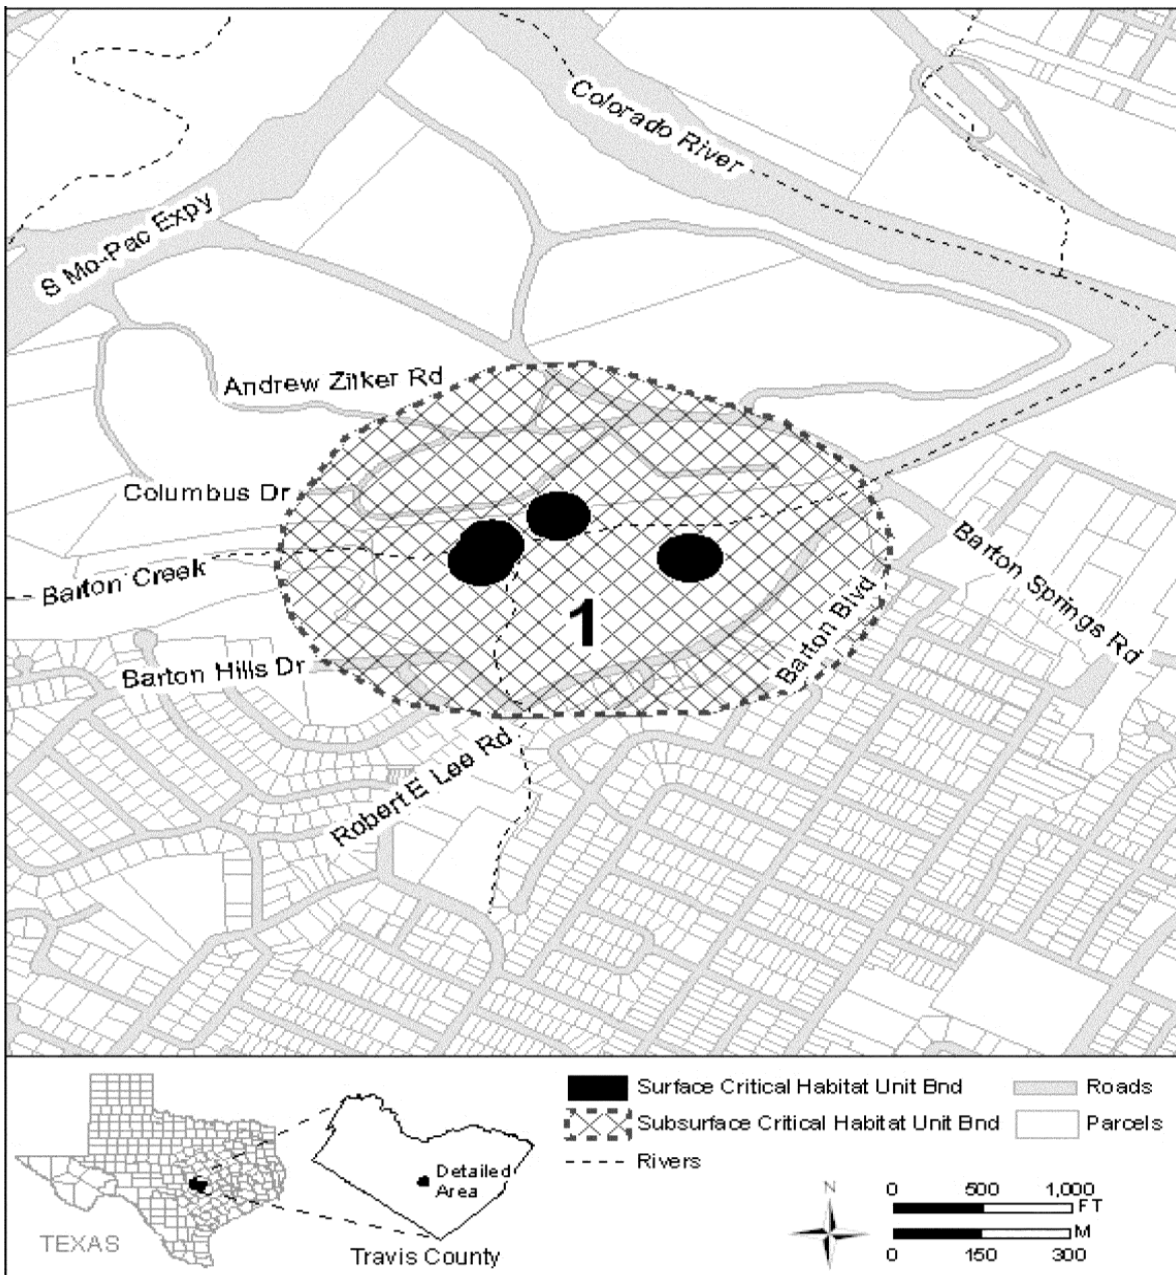 Colorado River
S Mo-Pac Expy
Andrew Zilker Rd
Columbus Dr
Barton Creek
Barton Springs Rd
1
Barton Blvd
Barton Hills Dr
Robert E Lee Rd
Surface Critical Habitat Unit Bnd
Roads
Subsurface Critical Habitat Unit Bnd
Parcels
Rivers
Detailed
Area
TEXAS
Travis County
N
0 500 1,000
FT
M
0 150 300